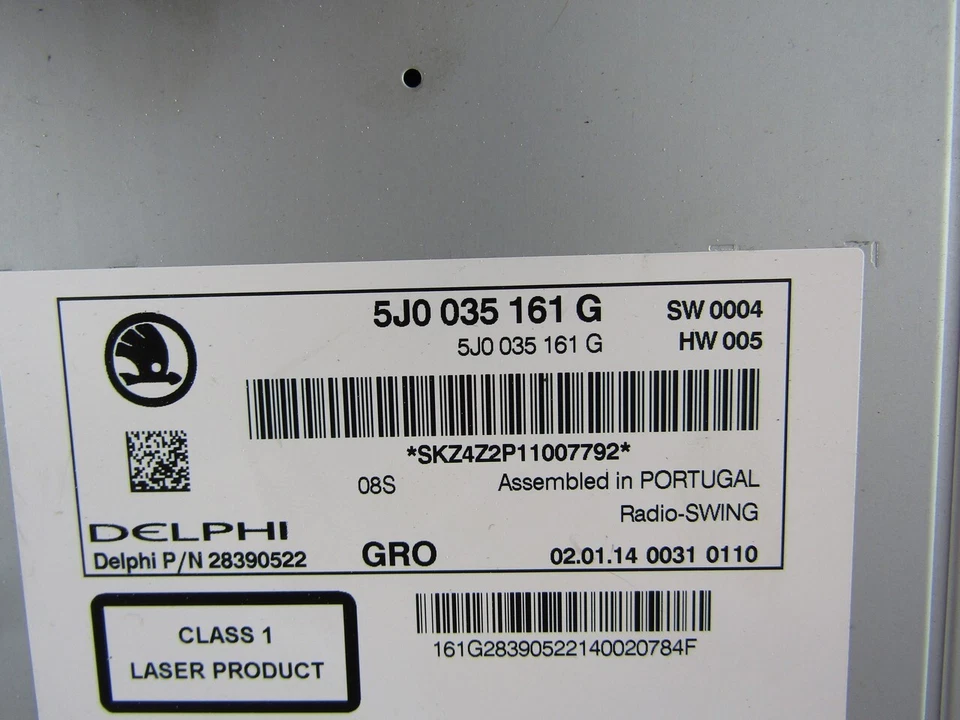 5J0 035 161 G SW 0004
5J0 035 161 G HW 005
*SKZ4Z2P11007792*
08S Assembled in PORTUGAL
Radio-SWING
DELPHI
Delphi P/N 28390522 GRO 02.01.14 0031 0110
CLASS 1
LASER PRODUCT
161G28390522140020784F